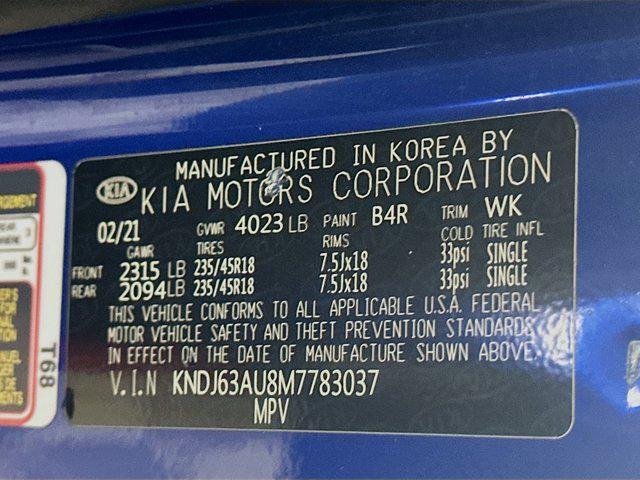 MANUFACTURED IN KOREA BY
KIA KIA MOTORS CORPORATION
02/21 GVWR 4023 LB PAINT B4R TRIM WK
GAWR TIRES RIMS COLD TIRE INFL
FRONT 2315 LB 235/45R18 7.5Jx18 33psi SINGLE
REAR 2094 LB 235/45R18 7.5Jx18 33psi SINGLE
THIS VEHICLE CONFORMS TO ALL APPLICABLE U.S.A. FEDERAL
MOTOR VEHICLE SAFETY AND THEFT PREVENTION STANDARDS
IN EFFECT ON THE DATE OF MANUFACTURE SHOWN ABOVE.
V.I.N KNDJ63AU8M7783037
MPV
T68